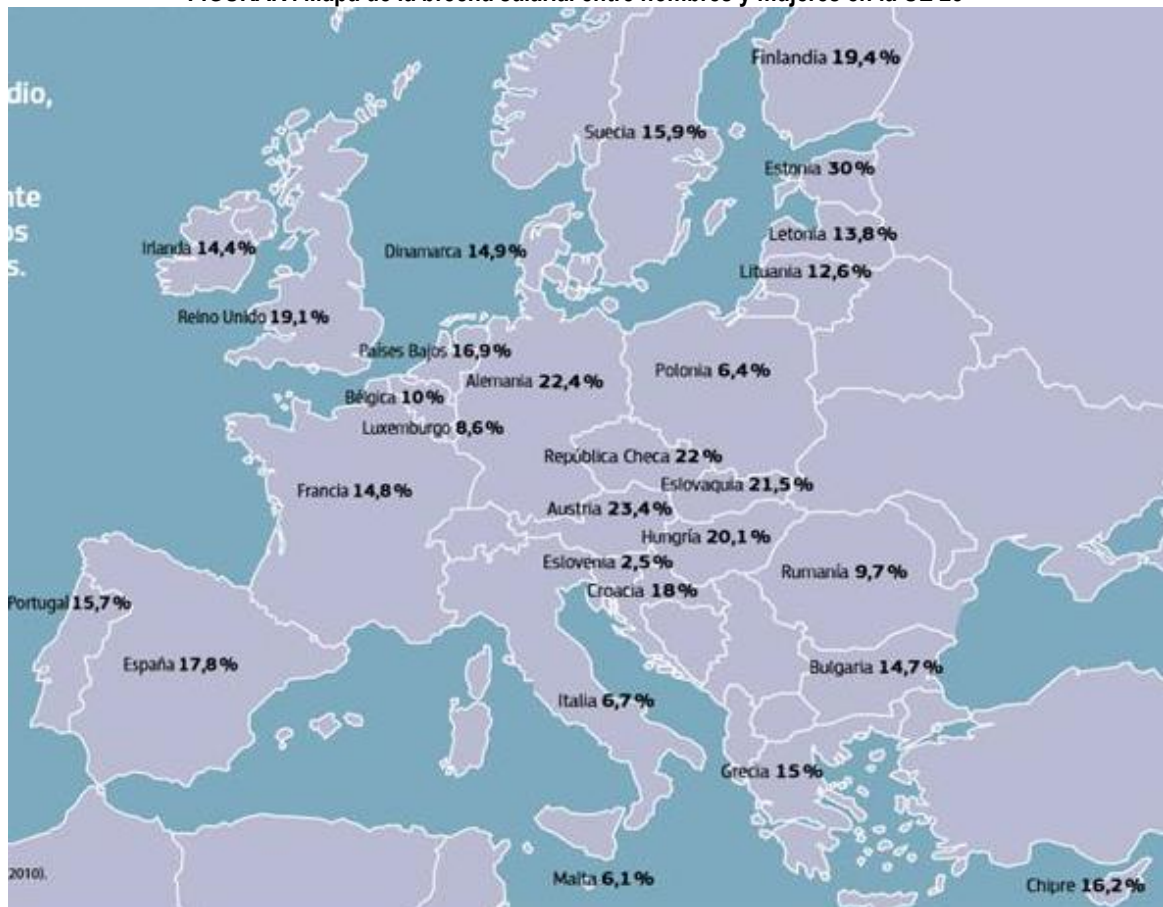 Finlandia 19,4%
dio,
Suecia 15,9%
Estonia 30%
nte
os
s.
Irlanda 14,4%
Dinamarca 14,9%
Letonia 13,8%
Lituania 12,6%
Reino Unido 19,1%
Países Bajos 16,9%
Alemania 22,4%
Polonia 6,4%
Bélgica 10%
Luxemburgo 8,6%
República Checa 22%
Eslovaquia 21,5%
Francia 14,8%
Austria 23,4%
Hungría 20,1%
Eslovenia 2,5%
Rumanía 9,7%
Croacia 18%
Portugal 15,7%
España 17,8%
Bulgaria 14,7%
Italia 6,7%
Grecia 15%
2010).
Malta 6,1%
Chipre 16,2%